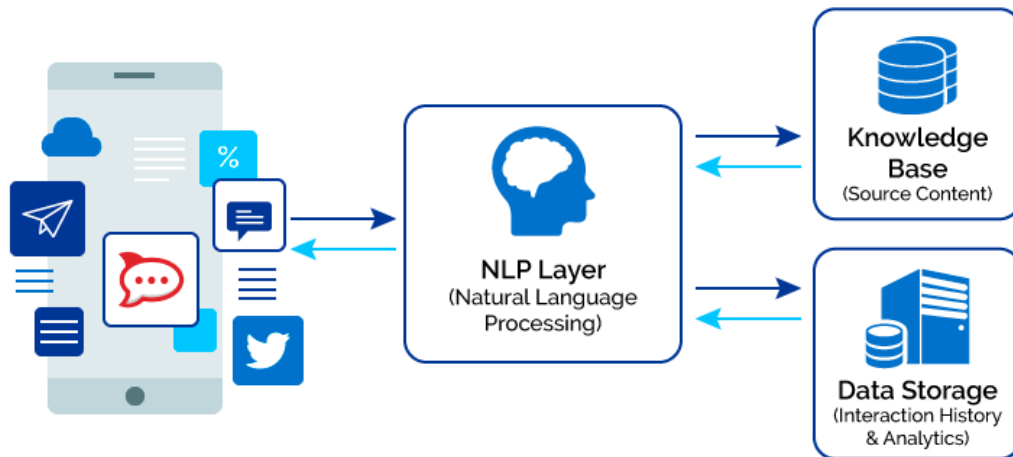 %
NLP Layer
(Natural Language
Processing)
Knowledge
Base
(Source Content)
Data Storage
(Interaction History
& Analytics)